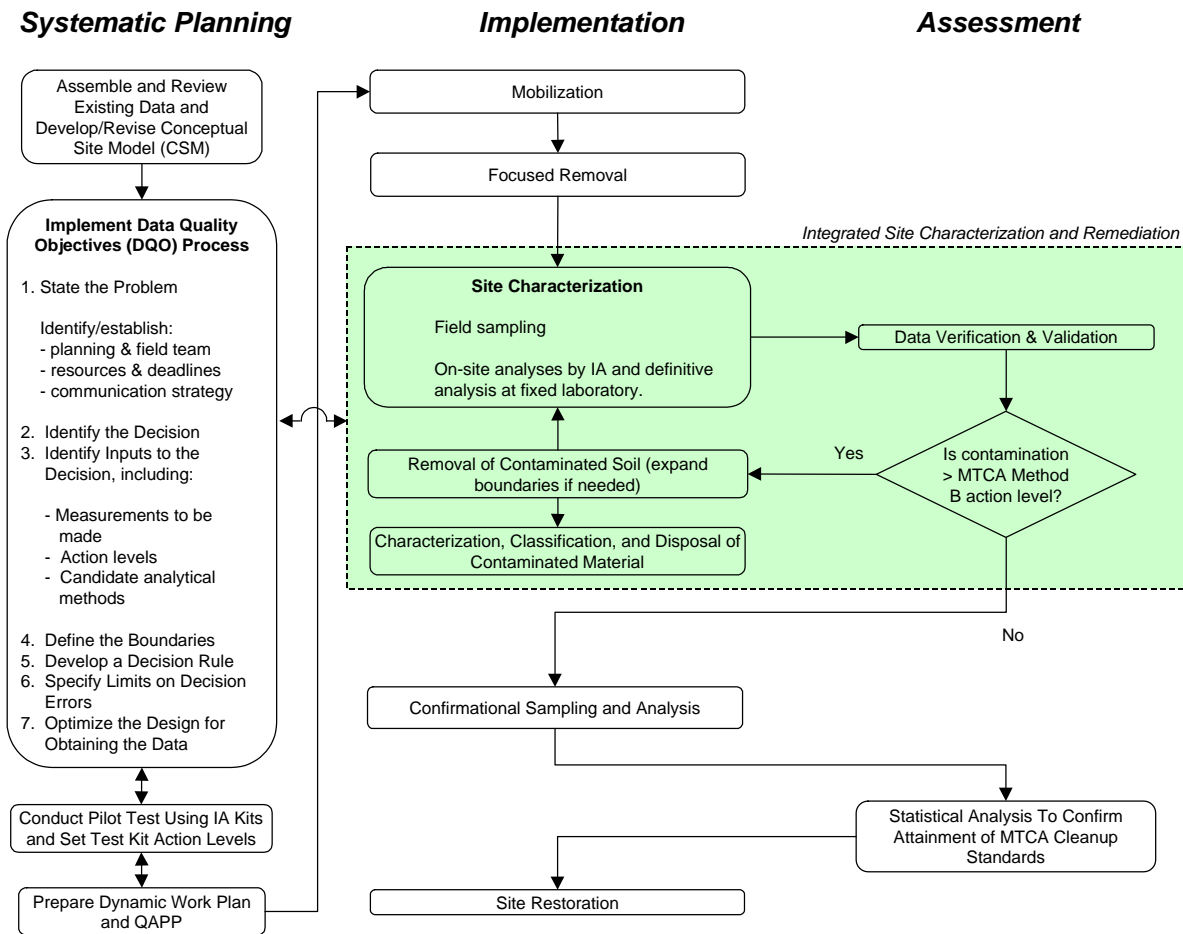 Systematic Planning
Implementation
Assessment
Assemble and Review
Existing Data and
Develop/Revise Conceptual
Site Model (CSM)
Implement Data Quality
Objectives (DQO) Process
1. State the Problem
Identify/establish:
- planning & field team
- resources & deadlines
- communication strategy
2. Identify the Decision
3. Identify Inputs to the
Decision, including:
- Measurements to be
made
- Action levels
- Candidate analytical
methods
4. Define the Boundaries
5. Develop a Decision Rule
6. Specify Limits on Decision
Errors
7. Optimize the Design for
Obtaining the Data
Conduct Pilot Test Using IA Kits
and Set Test Kit Action Levels
Prepare Dynamic Work Plan
and QAPP
Mobilization
Focused Removal
Integrated Site Characterization and Remediation
Site Characterization
Field sampling
On-site analyses by IA and definitive
analysis at fixed laboratory.
Data Verification & Validation
Is contamination
> MTCA Method
B action level?
Yes
Removal of Contaminated Soil (expand
boundaries if needed)
Characterization, Classification, and Disposal of
Contaminated Material
No
Confirmational Sampling and Analysis
Statistical Analysis To Confirm
Attainment of MTCA Cleanup
Standards
Site Restoration